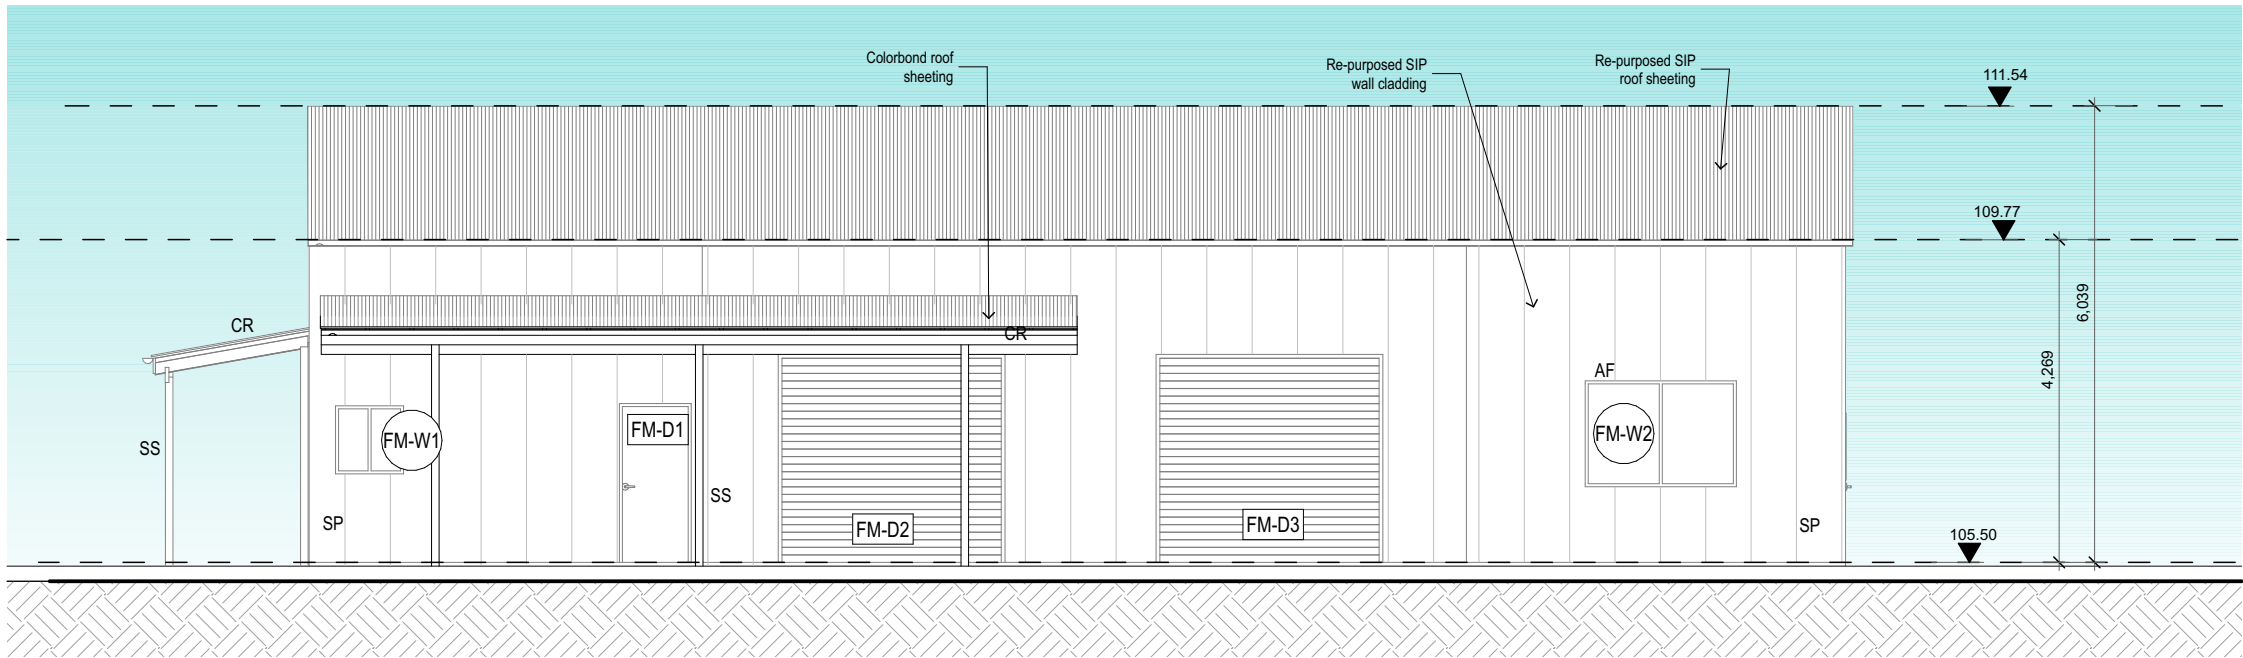 Colorbond roof
sheeting
Re-purposed SIP
wall cladding
Re-purposed SIP
roof sheeting
111.54
109.77
6,039
4,269
CR
CR
AF
FM-W1
FM-D1
FM-W2
SS
SS
SP
FM-D2
FM-D3
SP
105.50